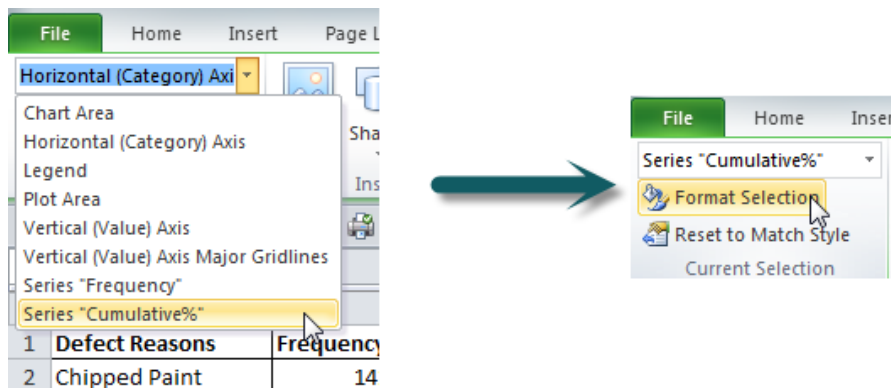 File Home Insert Page L
Horizontal (Category) Axi
Chart Area
Horizontal (Category) Axis
Legend
Plot Area
Vertical (Value) Axis
Vertical (Value) Axis Major Gridlines
Series "Frequency"
Series "Cumulative%"
Sha
Ins
1 Defect Reasons Frequency
2 Chipped Paint 14
File Home Inser
Series "Cumulative%"
Format Selection
Reset to Match Style
Current Selection